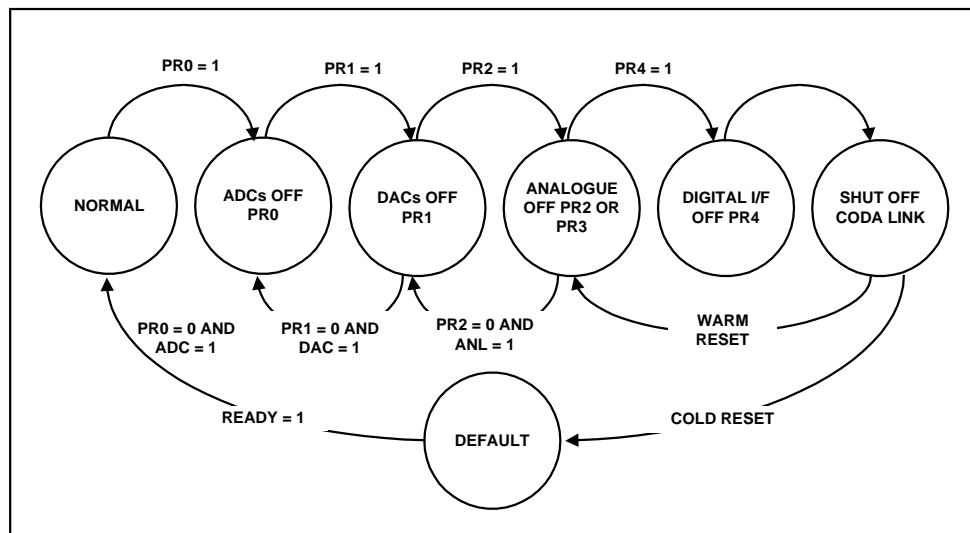 PR0 = 1
PR1 = 1
PR2 = 1
PR4 = 1
NORMAL
ADCs OFF
PR0
DACs OFF
PR1
ANALOGUE
OFF PR2 OR
PR3
DIGITAL I/F
OFF PR4
SHUT OFF
CODA LINK
PR0 = 0 AND
ADC = 1
PR1 = 0 AND
DAC = 1
PR2 = 0 AND
ANL = 1
WARM
RESET
READY = 1
DEFAULT
COLD RESET